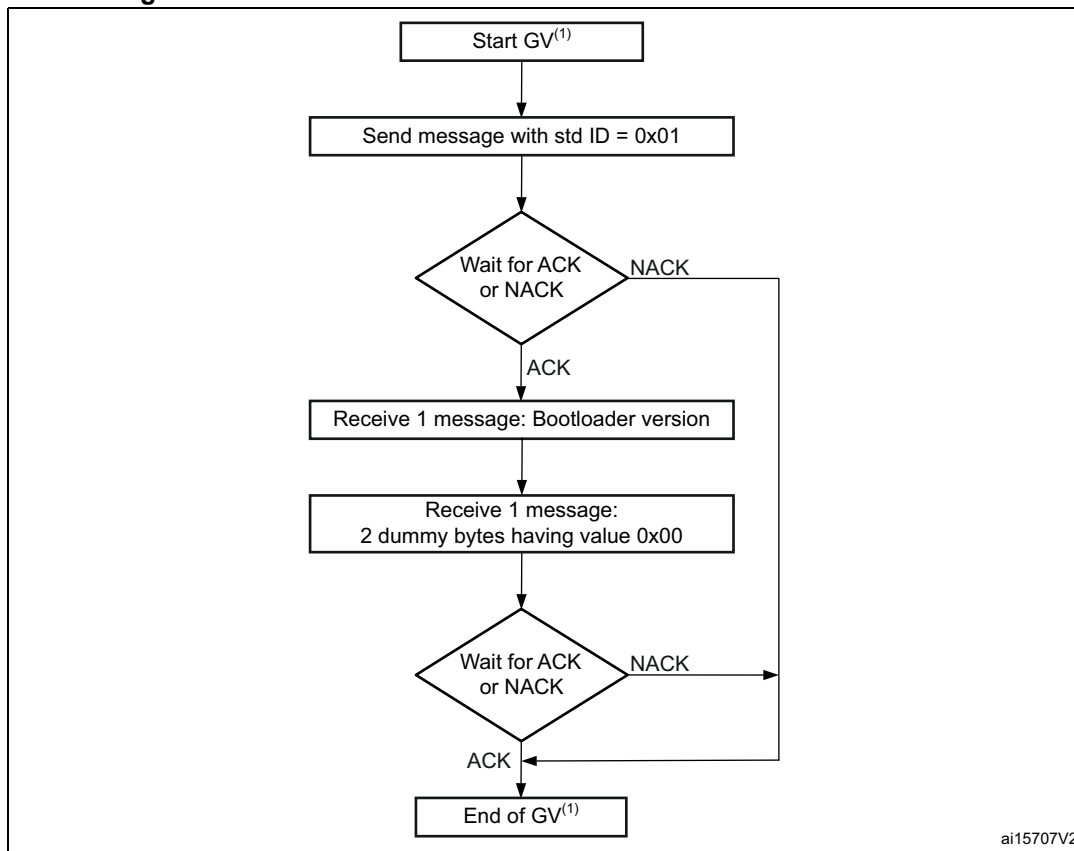 Start GV(1)
Send message with std ID = 0x01
Wait for ACK
or NACK
NACK
ACK
Receive 1 message: Bootloader version
Receive 1 message:
2 dummy bytes having value 0x00
Wait for ACK
or NACK
NACK
ACK
End of GV(1)
ai15707V2